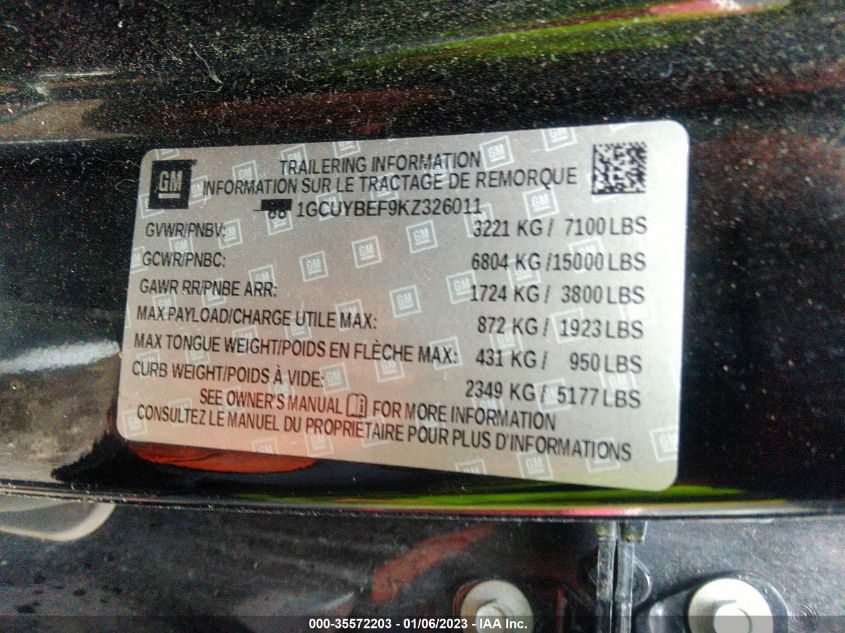 GM
TRAILERING INFORMATION
INFORMATION SUR LE TRACTAGE DE REMORQUE
1GCUYBEF9KZ326011
GVWR/PNBV: 3221 KG / 7100 LBS
GCWR/PNBC: 6804 KG /15000 LBS
GAWR RR/PNBE ARR: 1724 KG / 3800 LBS
MAX PAYLOAD/CHARGE UTILE MAX: 872 KG / 1923 LBS
MAX TONGUE WEIGHT/POIDS EN FLÈCHE MAX: 431 KG / 950 LBS
CURB WEIGHT/POIDS À VIDE: 2349 KG / 5177 LBS
SEE OWNER'S MANUAL FOR MORE INFORMATION
CONSULTEZ LE MANUEL DU PROPRIÉTAIRE POUR PLUS D'INFORMATIONS
000-35572203 - 01/06/2023 - IAA Inc.